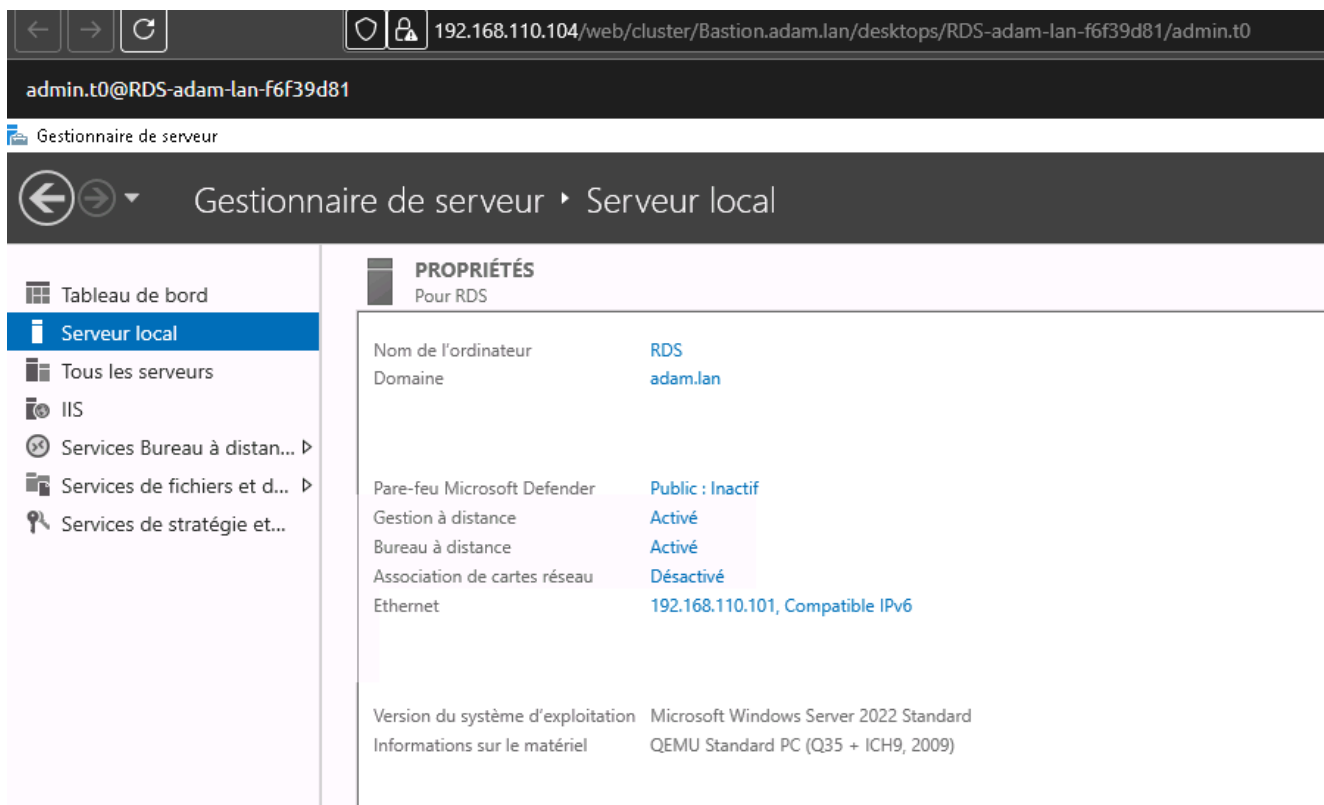 192.168.110.104/web/cluster/Bastion.adam.lan/desktops/RDS-adam-lan-f6f39d81/admin.t0
admin.t0@RDS-adam-lan-f6f39d81
Gestionnaire de serveur
Gestionnaire de serveur ‣ Serveur local
Tableau de bord
Serveur local
Tous les serveurs
IIS
Services Bureau à distan...
Services de fichiers et d...
Services de stratégie et...
PROPRIÉTÉS
Pour RDS
Nom de l'ordinateur RDS
Domaine adam.lan
Pare-feu Microsoft Defender Public : Inactif
Gestion à distance Activé
Bureau à distance Activé
Association de cartes réseau Désactivé
Ethernet 192.168.110.101, Compatible IPv6
Version du système d'exploitation Microsoft Windows Server 2022 Standard
Informations sur le matériel QEMU Standard PC (Q35 + ICH9, 2009)